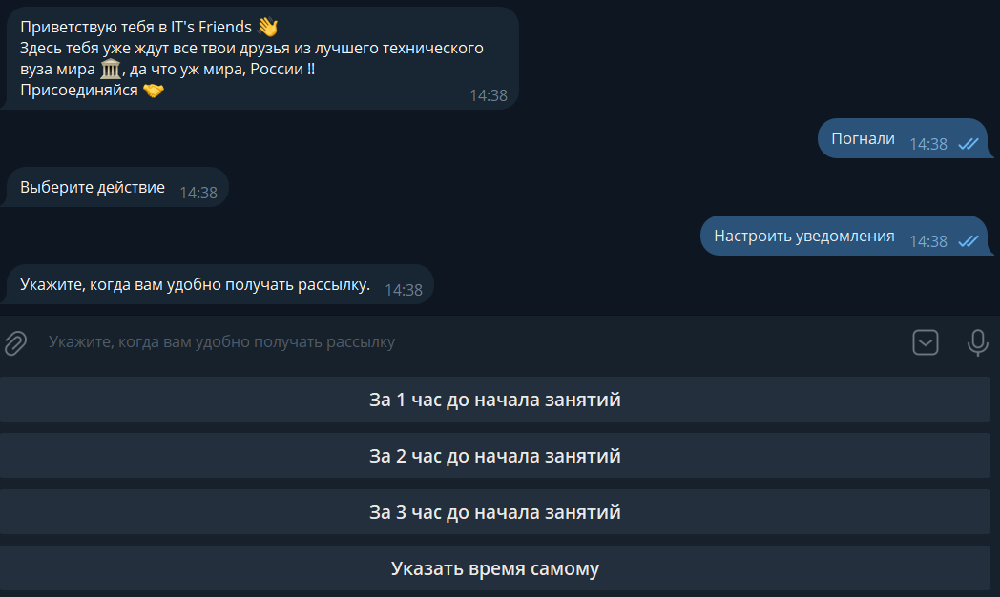 Приветствую тебя в IT's Friends 👋
Здесь тебя уже ждут все твои друзья из лучшего технического
вуза мира 🏛, да что уж мира, России !!
Присоединяйся 🤝
14:38
Погнали 14:38
Выберите действие 14:38
Настроить уведомления 14:38
Укажите, когда вам удобно получать рассылку. 14:38
Укажите, когда вам удобно получать рассылку
За 1 час до начала занятий
За 2 час до начала занятий
За 3 час до начала занятий
Указать время самому